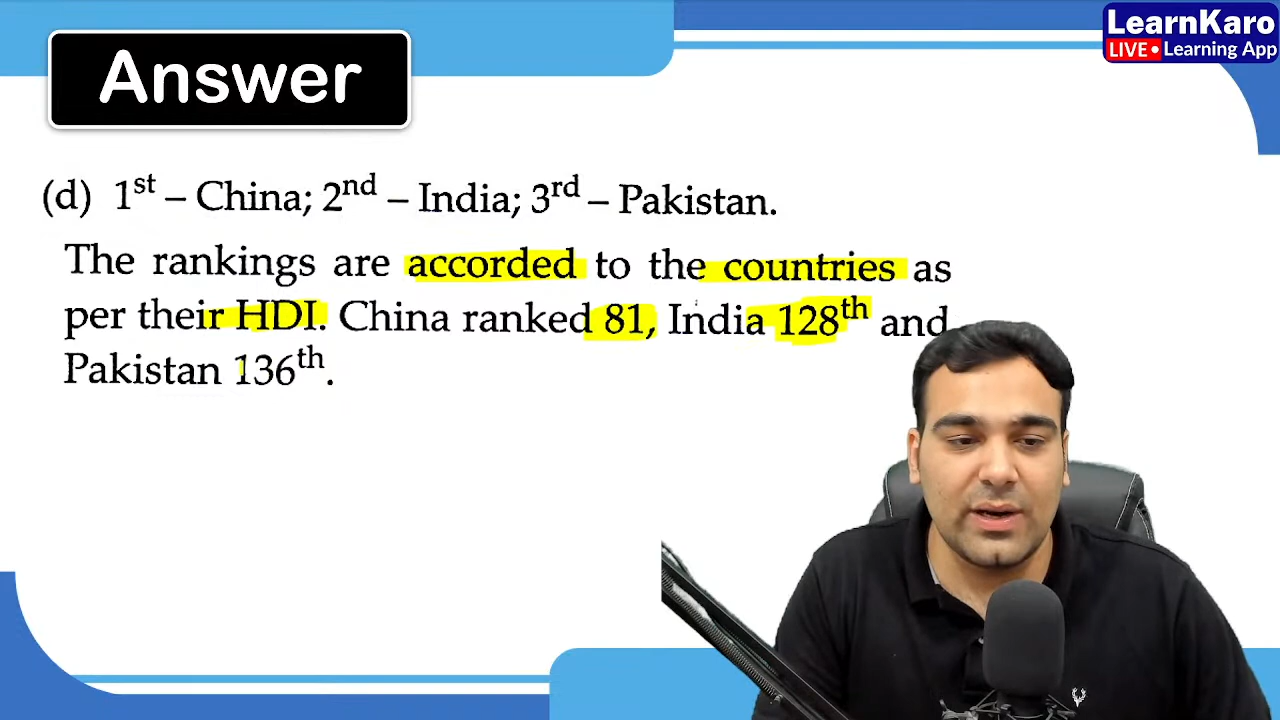 LearnKaro
LIVE • Learning App
Answer
(d) 1st – China; 2nd – India; 3rd – Pakistan.
The rankings are accorded to the countries as
per their HDI. China ranked 81, India 128th and
Pakistan 136th.